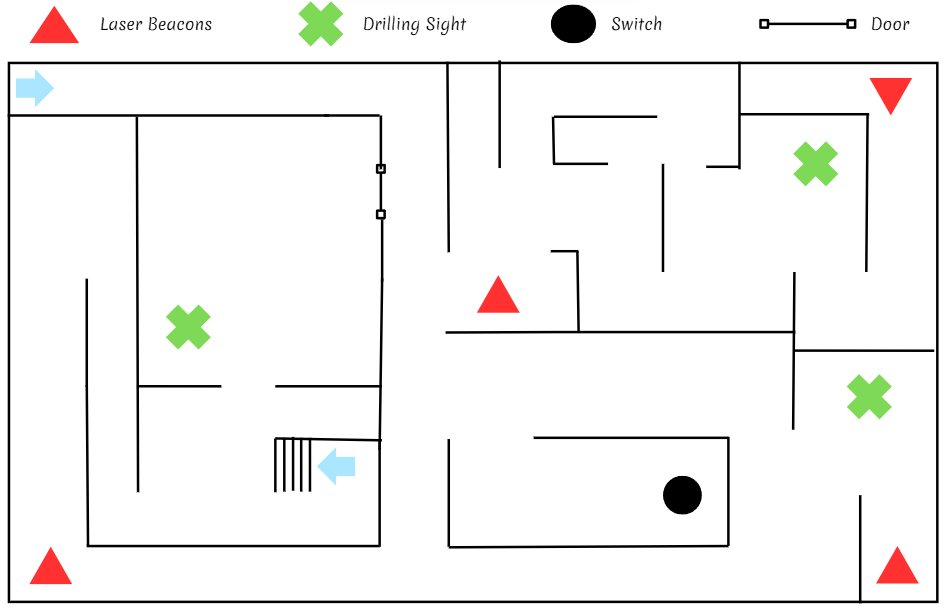 Laser Beacons
Drilling Sight
Switch
Door